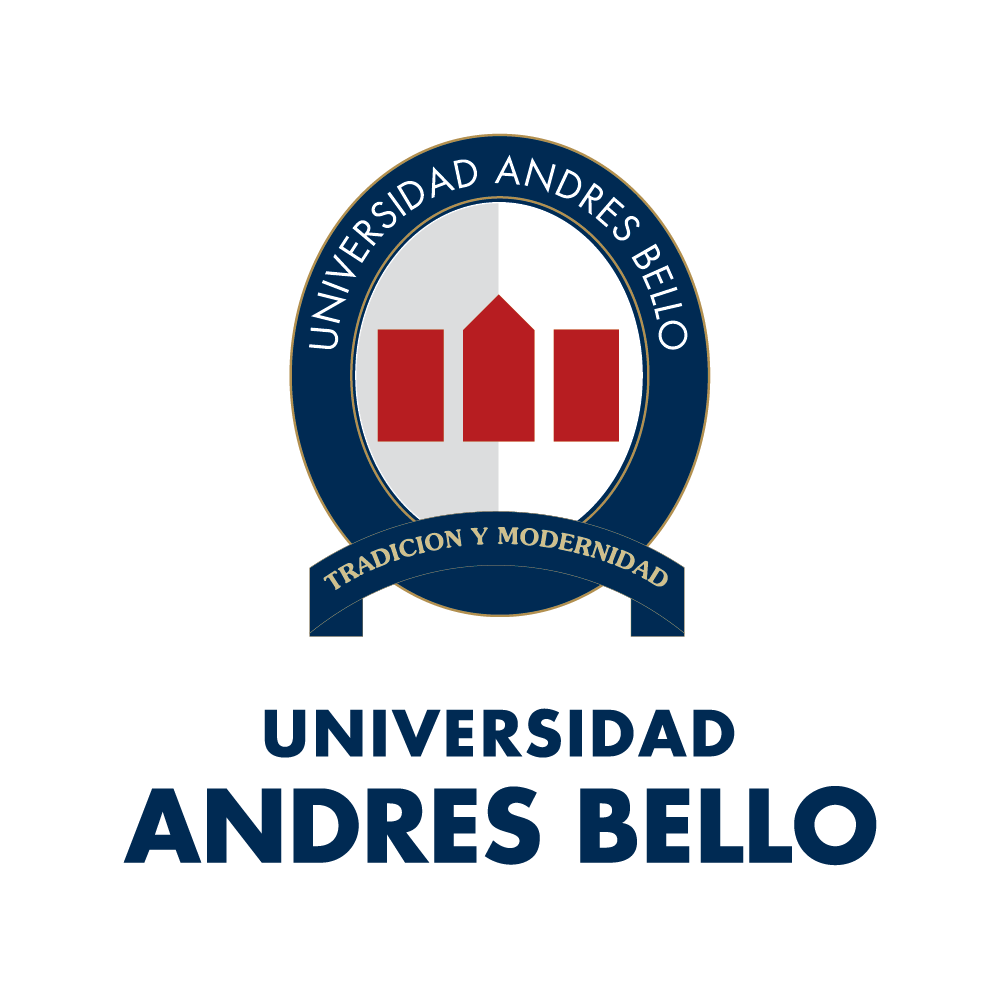 UNIVERSIDAD ANDRES BELLO
TRADICION Y MODERNIDAD
UNIVERSIDAD
ANDRES BELLO